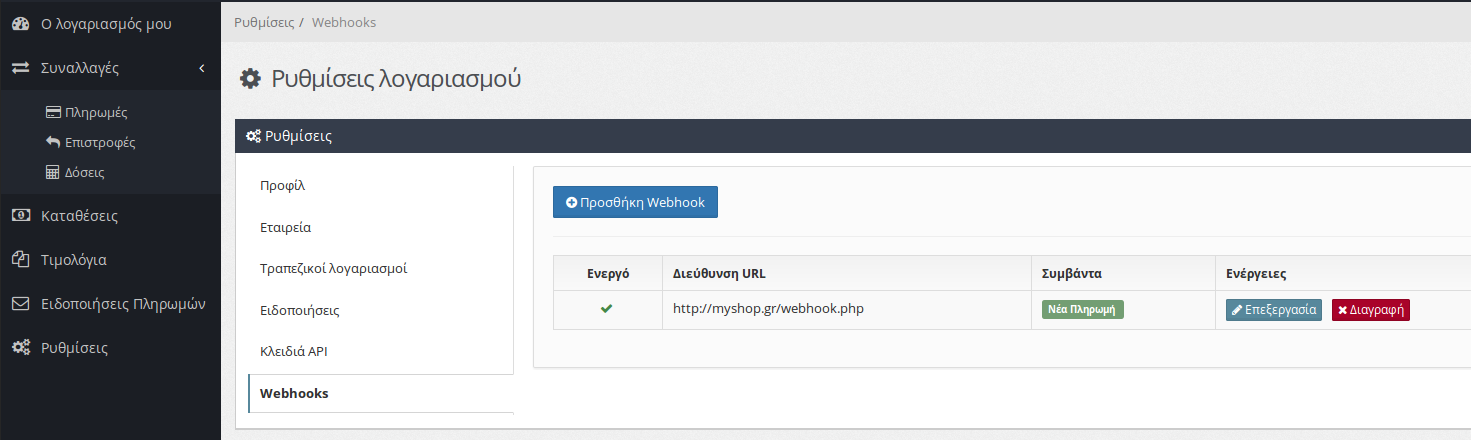 Ο λογαριασμός μου
Συναλλαγές
Πληρωμές
Επιστροφές
Δόσεις
Καταθέσεις
Τιμολόγια
Ειδοποιήσεις Πληρωμών
Ρυθμίσεις
Ρυθμίσεις / Webhooks
Ρυθμίσεις λογαριασμού
Ρυθμίσεις
Προφίλ
Εταιρεία
Τραπεζικοί λογαριασμοί
Ειδοποιήσεις
Κλειδιά API
Webhooks
Προσθήκη Webhook
Ενεργό Διεύθυνση URL Συμβάντα Ενέργειες
http://myshop.gr/webhook.php Νέα Πληρωμή Επεξεργασία Διαγραφή